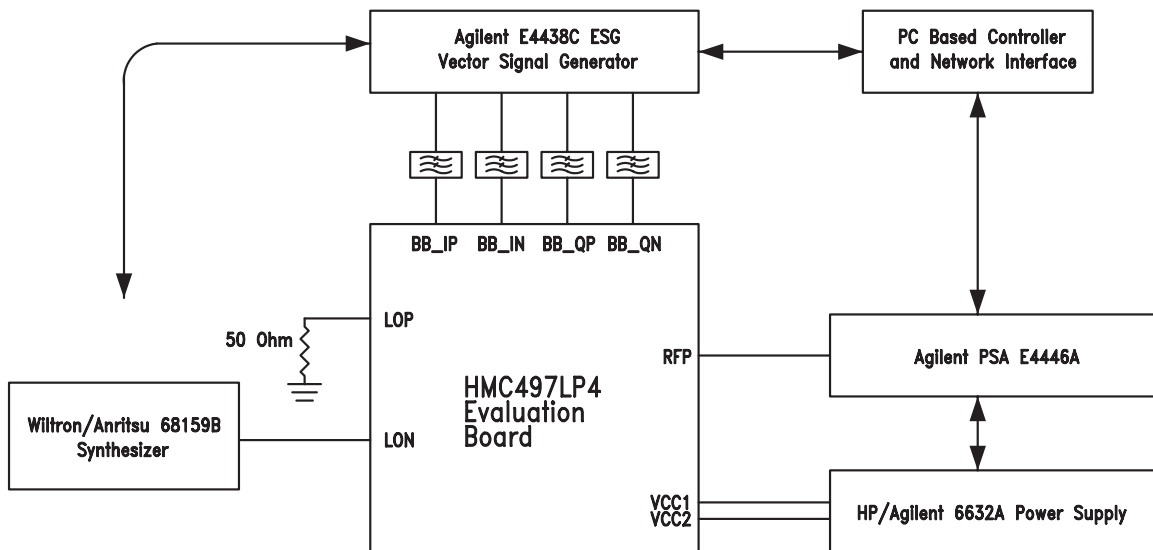 Agilent E4438C ESG
Vector Signal Generator
PC Based Controller
and Network Interface
BB_IP BB_IN BB_QP BB_QN
LOP
50 Ohm
RFP
Agilent PSA E4446A
HMC497LP4
Evaluation
Board
Wiltron/Anritsu 68159B
Synthesizer
LON
VCC1
VCC2
HP/Agilent 6632A Power Supply